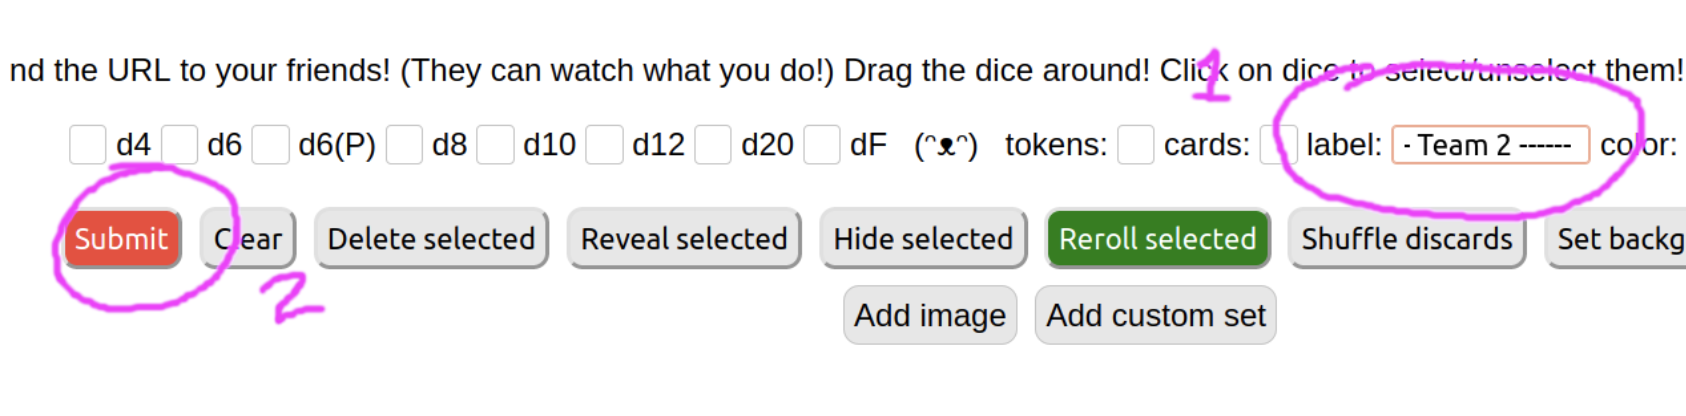 nd the URL to your friends! (They can watch what you do!) Drag the dice around! Click on dice to select/unselect them!
1
d4 d6 d6(P) d8 d10 d12 d20 dF (ᵔᴥᵔ) tokens: cards: label: - Team 2 ------ color:
Submit Clear Delete selected Reveal selected Hide selected Reroll selected Shuffle discards Set backg
2
Add image Add custom set